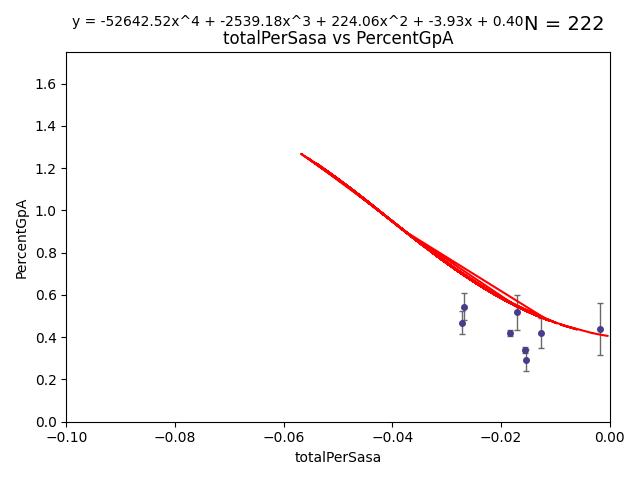 y = -52642.52x^4 + -2539.18x^3 + 224.06x^2 + -3.93x + 0.40
N = 222
totalPerSasa vs PercentGpA
PercentGpA
1.6
1.4
1.2
1.0
0.8
0.6
0.4
0.2
0.0
−0.10 −0.08 −0.06 −0.04 −0.02 0.00
totalPerSasa